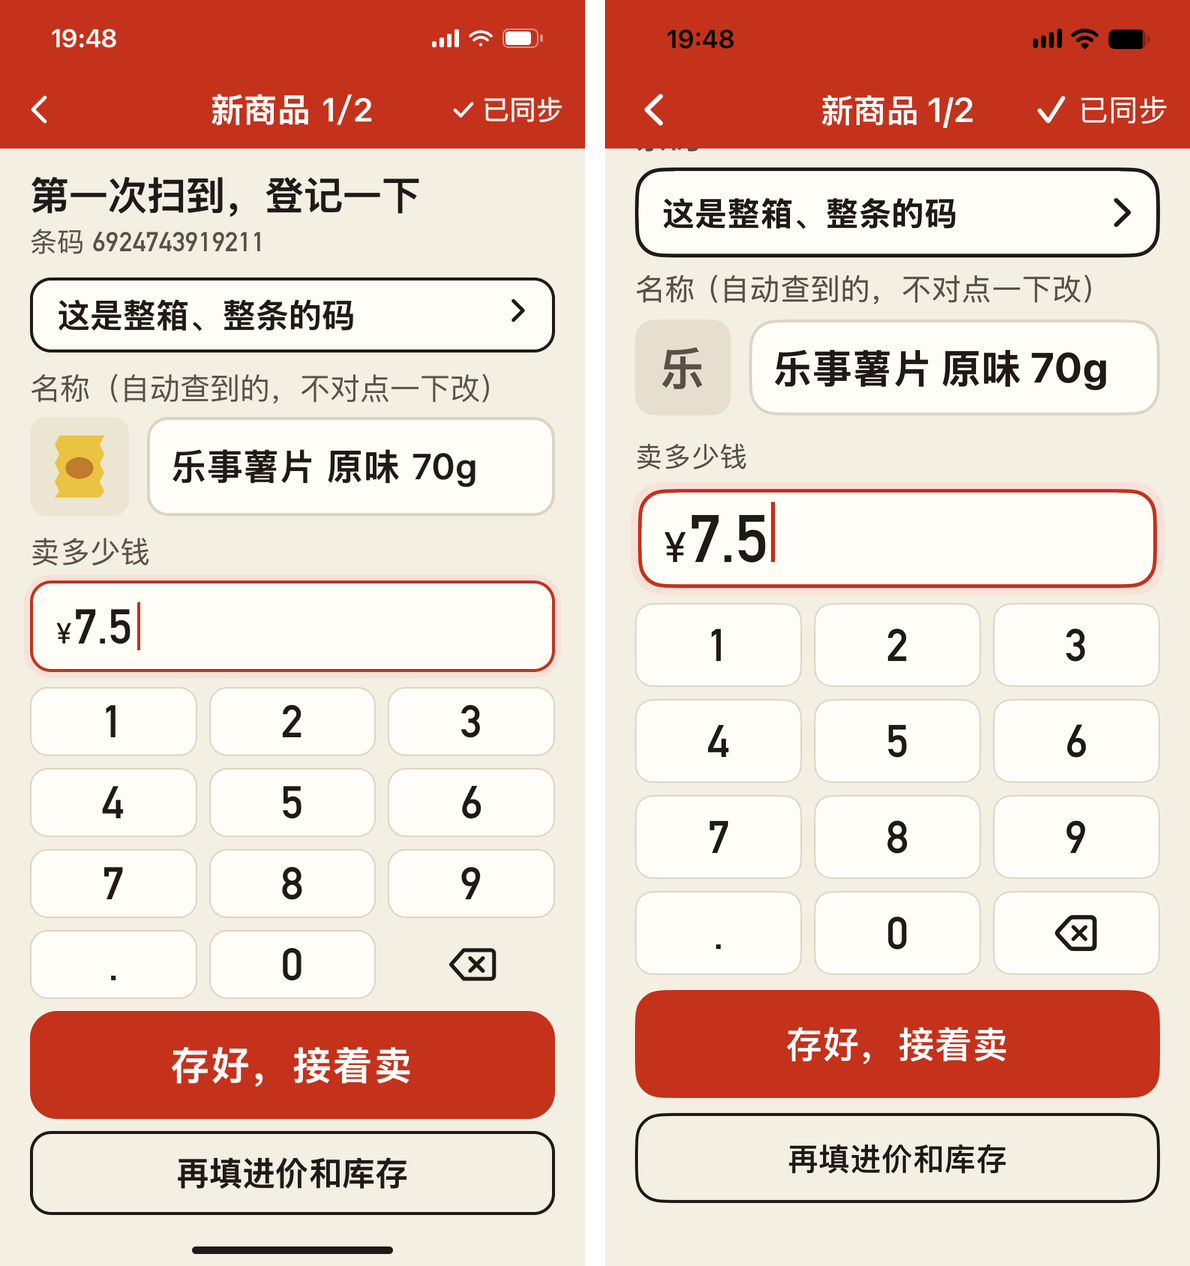 19:48
新商品 1/2
已同步
第一次扫到，登记一下
条码 6924743919211
这是整箱、整条的码
名称（自动查到的，不对点一下改）
乐事薯片 原味 70g
卖多少钱
¥7.5
1 2 3
4 5 6
7 8 9
. 0
存好，接着卖
再填进价和库存
19:48
新商品 1/2
已同步
这是整箱、整条的码
名称（自动查到的，不对点一下改）
乐
乐事薯片 原味 70g
卖多少钱
¥7.5
1 2 3
4 5 6
7 8 9
. 0
存好，接着卖
再填进价和库存